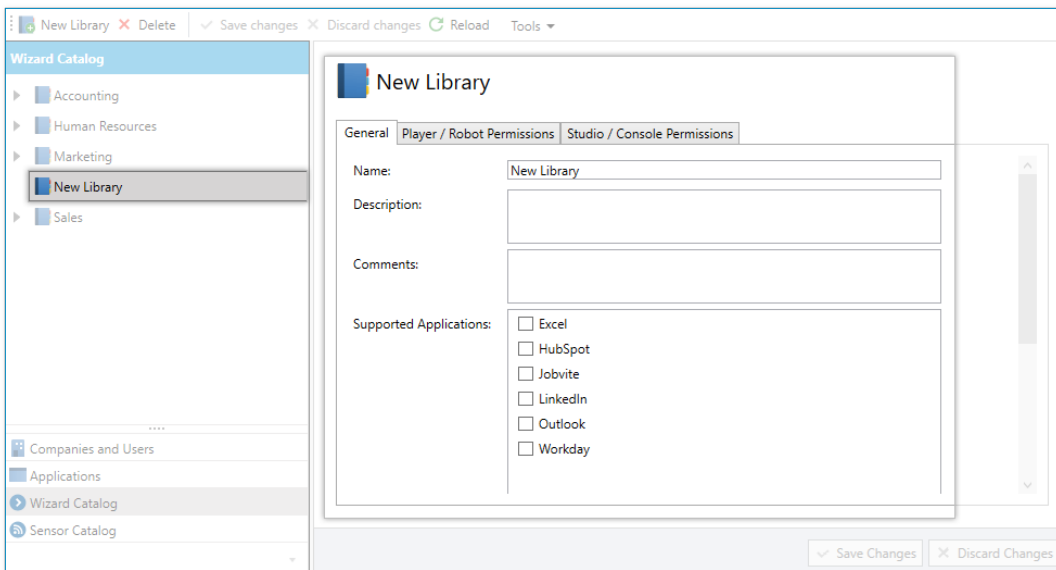 New Library Delete Save changes Discard changes Reload Tools
Wizard Catalog
Accounting
Human Resources
Marketing
New Library
Sales
Companies and Users
Applications
Wizard Catalog
Sensor Catalog
New Library
General Player / Robot Permissions Studio / Console Permissions
Name: New Library
Description:
Comments:
Supported Applications: Excel
HubSpot
Jobvite
LinkedIn
Outlook
Workday
Save Changes Discard Changes